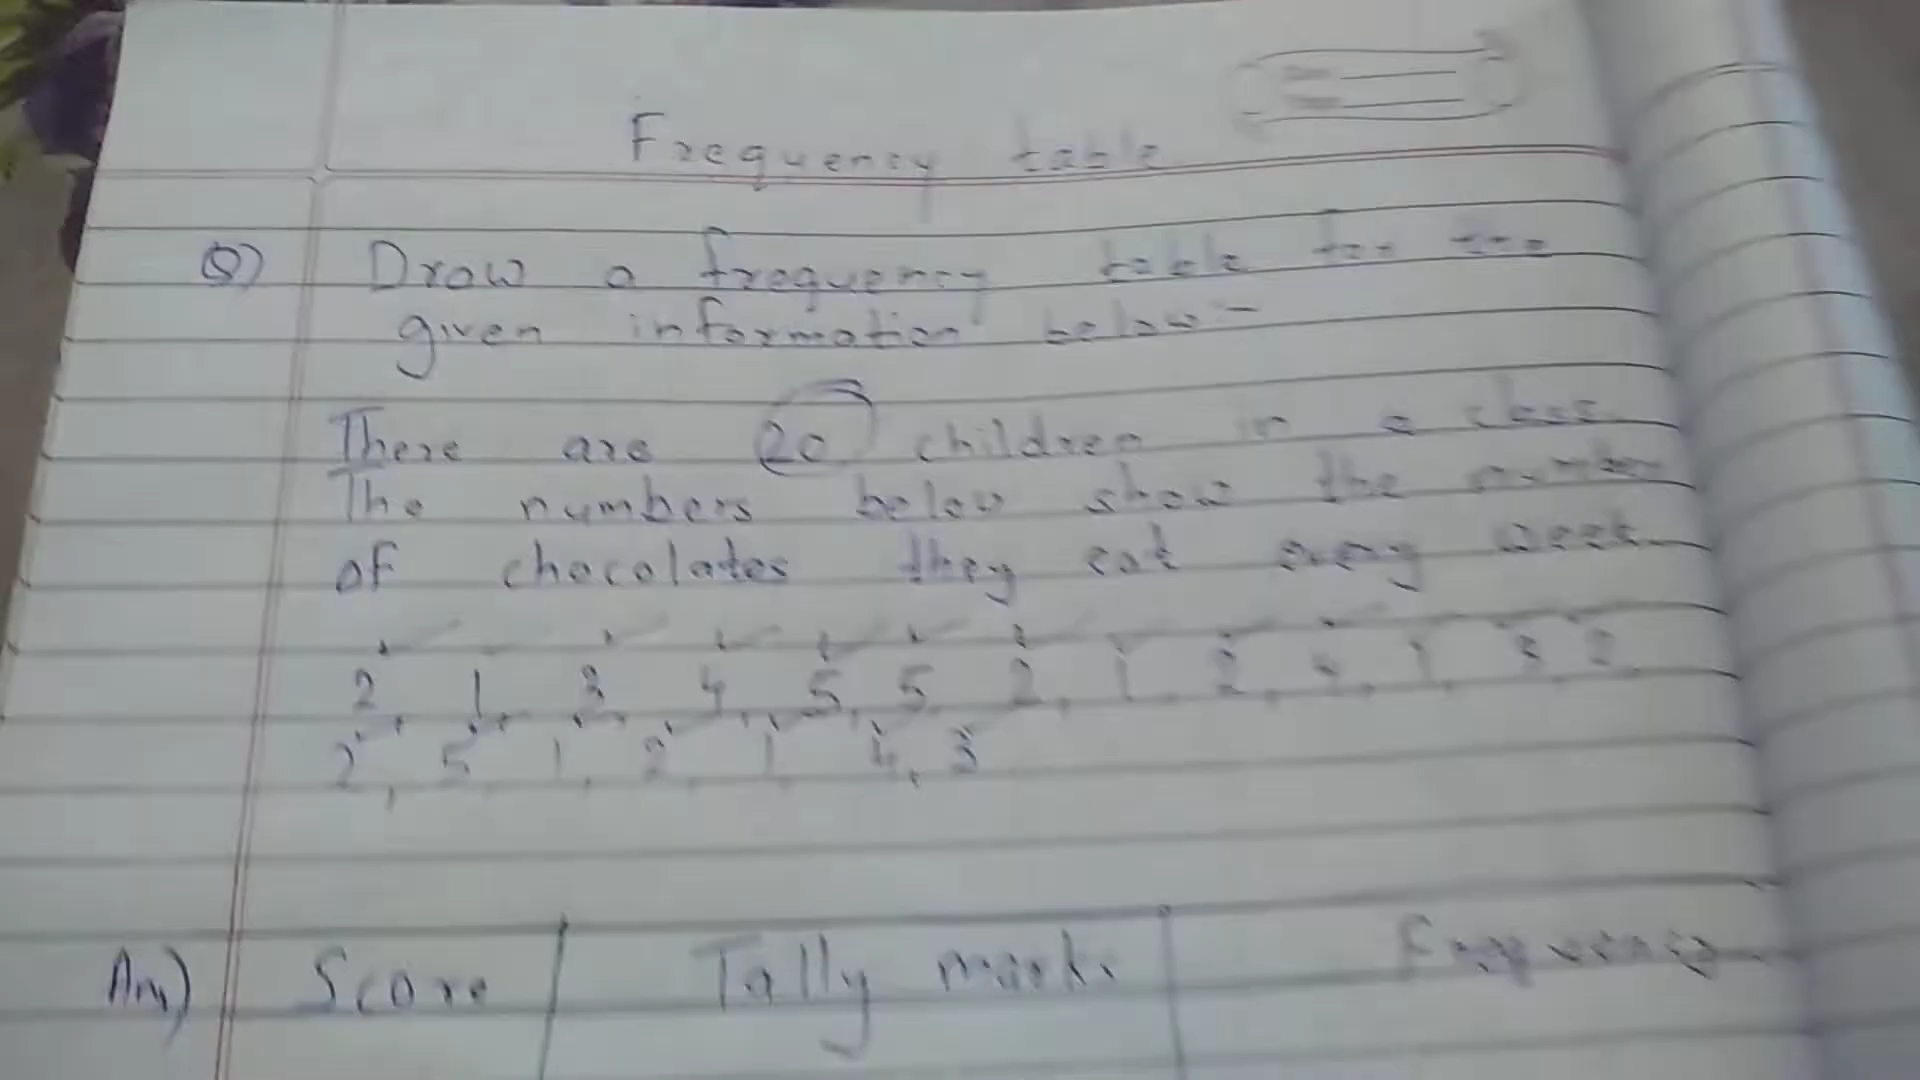 Frequency table
Q) Draw a frequency table for the
given information below:-
There are 20 children in a class.
The numbers below show the number
of chocolates they eat every week.
2, 1, 3, 4, 5, 5, 2, 1, 2, 4, 1, 3, 2,
2, 5, 1, 2, 1, 4, 3
Ans) Score Tally marks Frequency